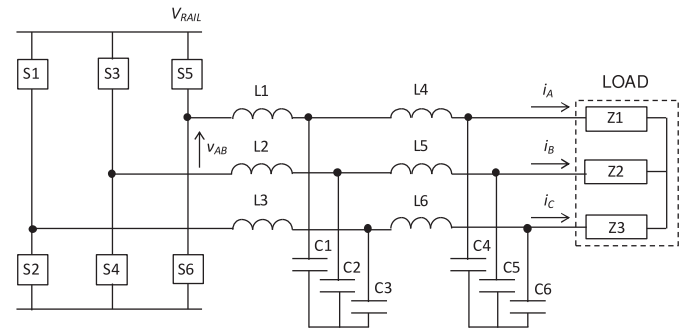 V_RAIL
S1
S3
S5
L1
L4
i_A
LOAD
Z1
v_AB
L2
L5
i_B
Z2
L3
L6
i_C
Z3
S2
S4
S6
C1
C2
C3
C4
C5
C6